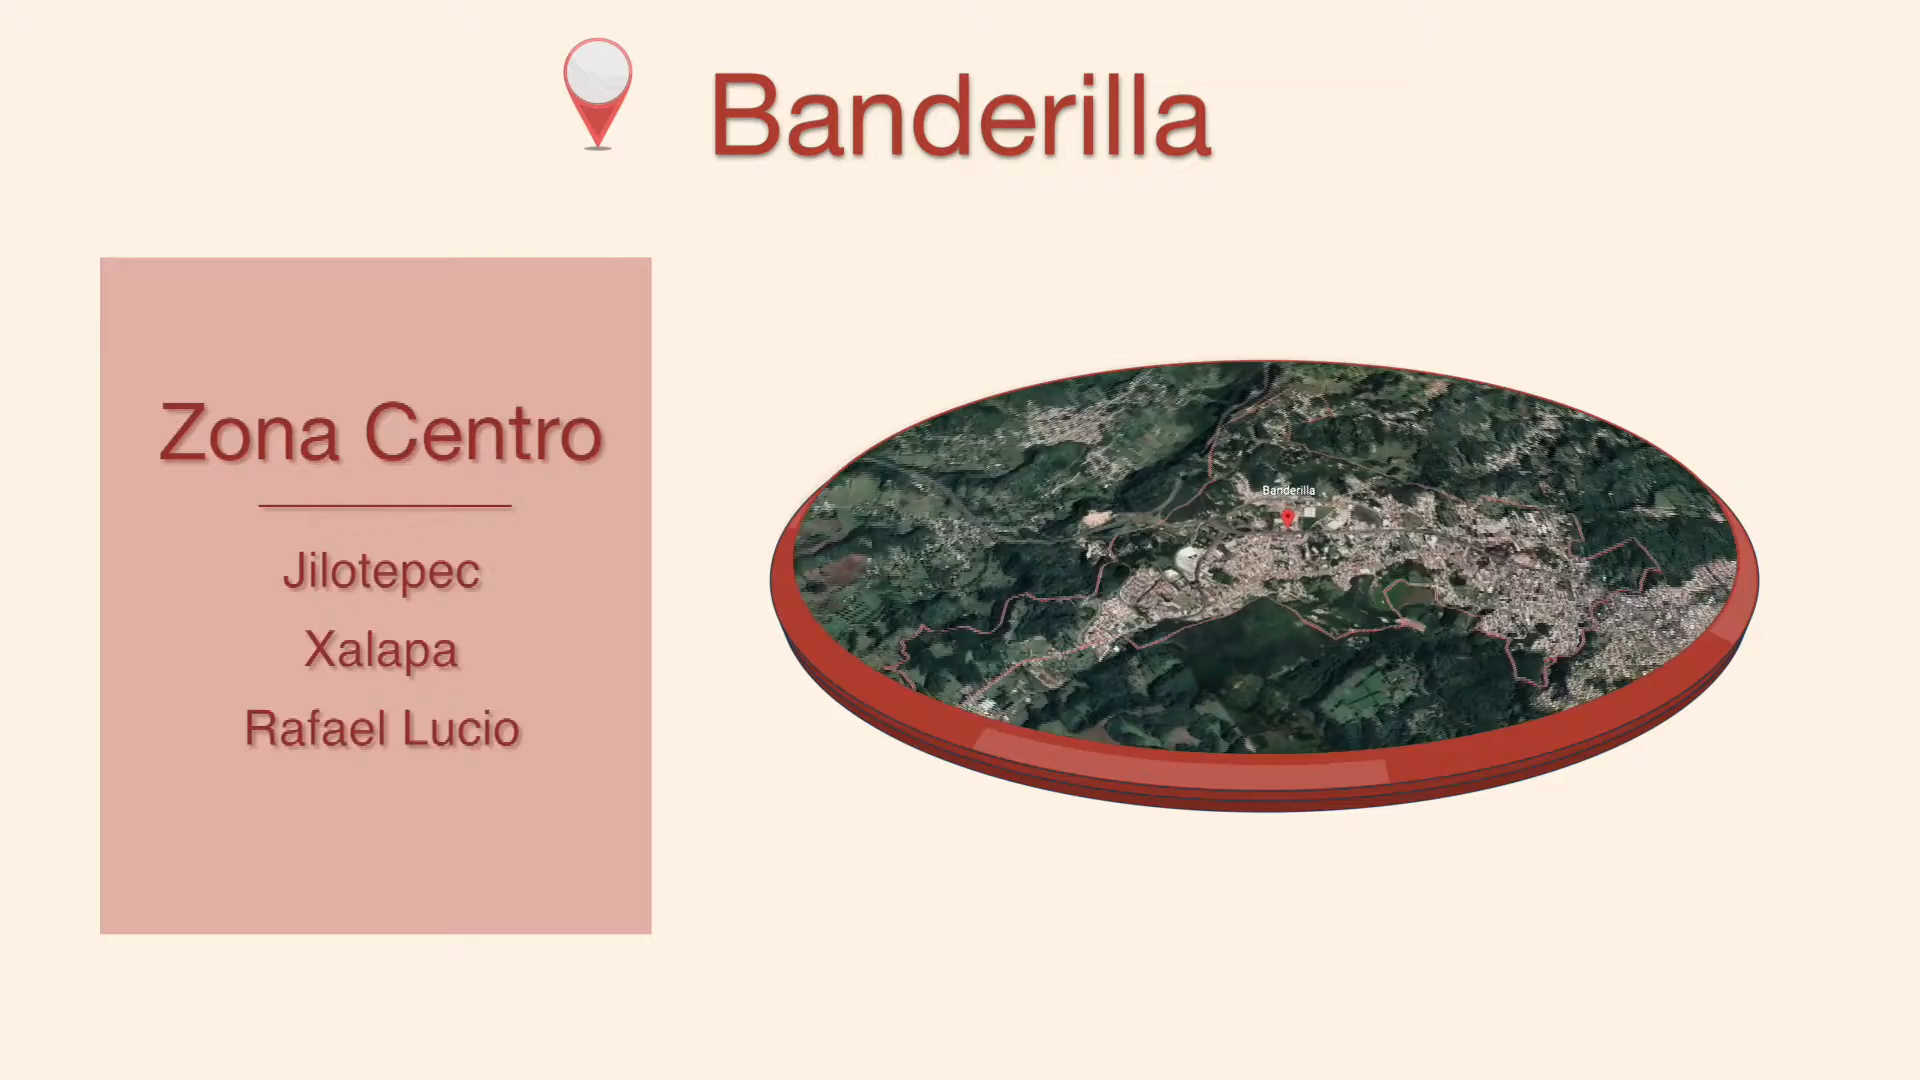 Banderilla
Zona Centro
Jilotepec
Xalapa
Rafael Lucio
Banderilla